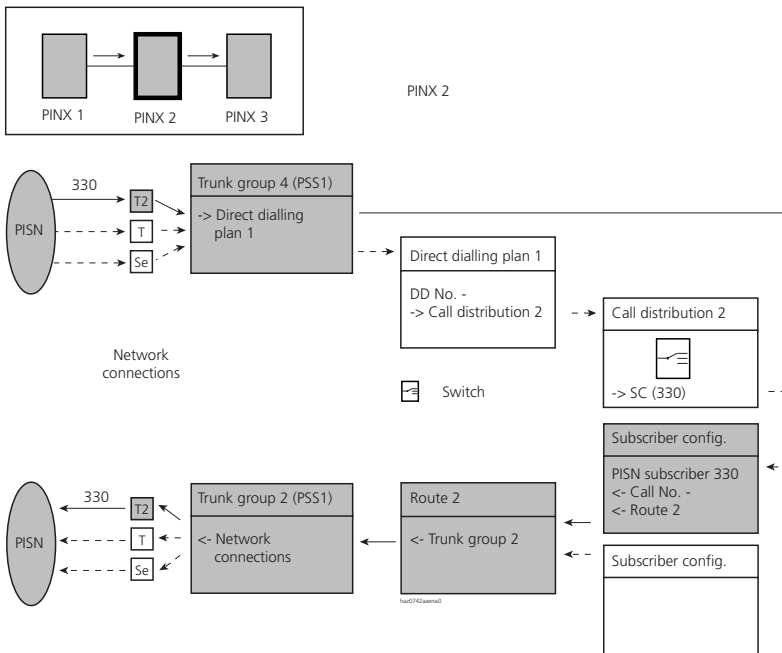 PINX 1
PINX 2
PINX 3
PINX 2
330
PISN
T2
T
Se
Trunk group 4 (PSS1)
-> Direct dialling
plan 1
Direct dialling plan 1
DD No. -
-> Call distribution 2
Call distribution 2
-> SC (330)
Network
connections
Switch
Subscriber config.
PISN subscriber 330
<- Call No. -
<- Route 2
330
PISN
T2
T
Se
Trunk group 2 (PSS1)
<- Network
connections
Route 2
<- Trunk group 2
Subscriber config.
haz0742aaena0